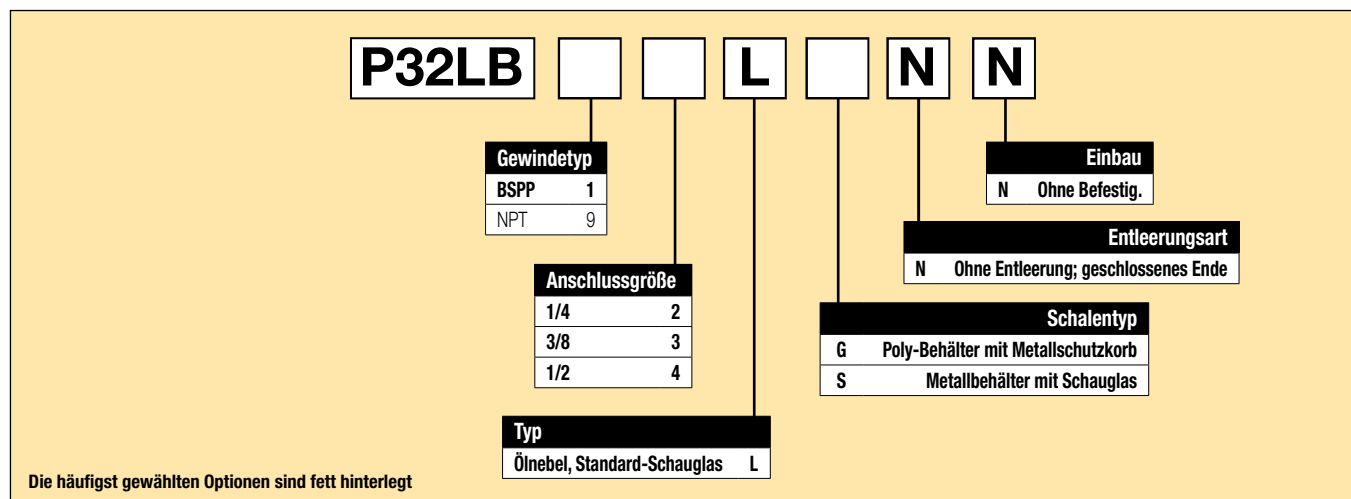 P32LB L N N
Gewindetyp
BSPP 1
NPT 9
Einbau
N Ohne Befestig.
Entleerungsart
N Ohne Entleerung; geschlossenes Ende
Anschlussgröße
1/4 2
3/8 3
1/2 4
Schalentyp
G Poly-Behälter mit Metallschutzkorb
S Metallbehälter mit Schauglas
Typ
Ölnebel, Standard-Schauglas L
Die häufigst gewählten Optionen sind fett hinterlegt